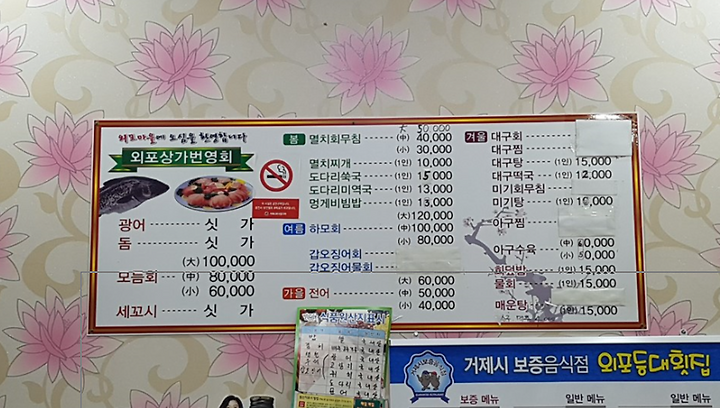 외포마을에 오심을 환영합니다
외포상가번영회
광어 싯 가
돔 싯 가
(大) 100,000
모듬회 (中) 80,000
(小) 60,000
세꼬시 싯 가
大 50,000
봄 멸치회무침 (中) 40,000
(小) 30,000
멸치찌개 (1인) 10,000
도다리쑥국 (1인) 15,000
도다리미역국 (1인) 13,000
멍게비빔밥 (1인) 13,000
(大) 120,000
여름 하모회 (中) 100,000
(小) 80,000
갑오징어회
갑오징어물회
(大) 60,000
가을 전어 (中) 50,000
(小) 40,000
겨울 대구회
대구찜
대구탕 (1인) 15,000
대구떡국 (1인) 12,000
미기회무침
미기탕 (1인)
아구찜
아구수육 (中)
(小)
회덮밥 (1인) 15,000
물회 (1인) 15,000
매운탕 (1인) 15,000
거제시 보증음식점 외포등대횟집
보증 메뉴 일반 메뉴 일반 메뉴